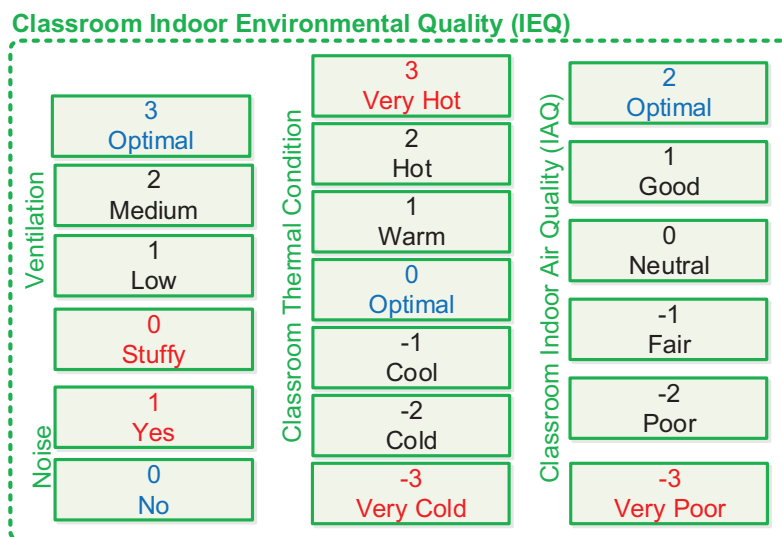 Classroom Indoor Environmental Quality (IEQ)
Ventilation
3
Optimal
2
Medium
1
Low
0
Stuffy
Noise
1
Yes
0
No
Classroom Thermal Condition
3
Very Hot
2
Hot
1
Warm
0
Optimal
-1
Cool
-2
Cold
-3
Very Cold
Classroom Indoor Air Quality (IAQ)
2
Optimal
1
Good
0
Neutral
-1
Fair
-2
Poor
-3
Very Poor